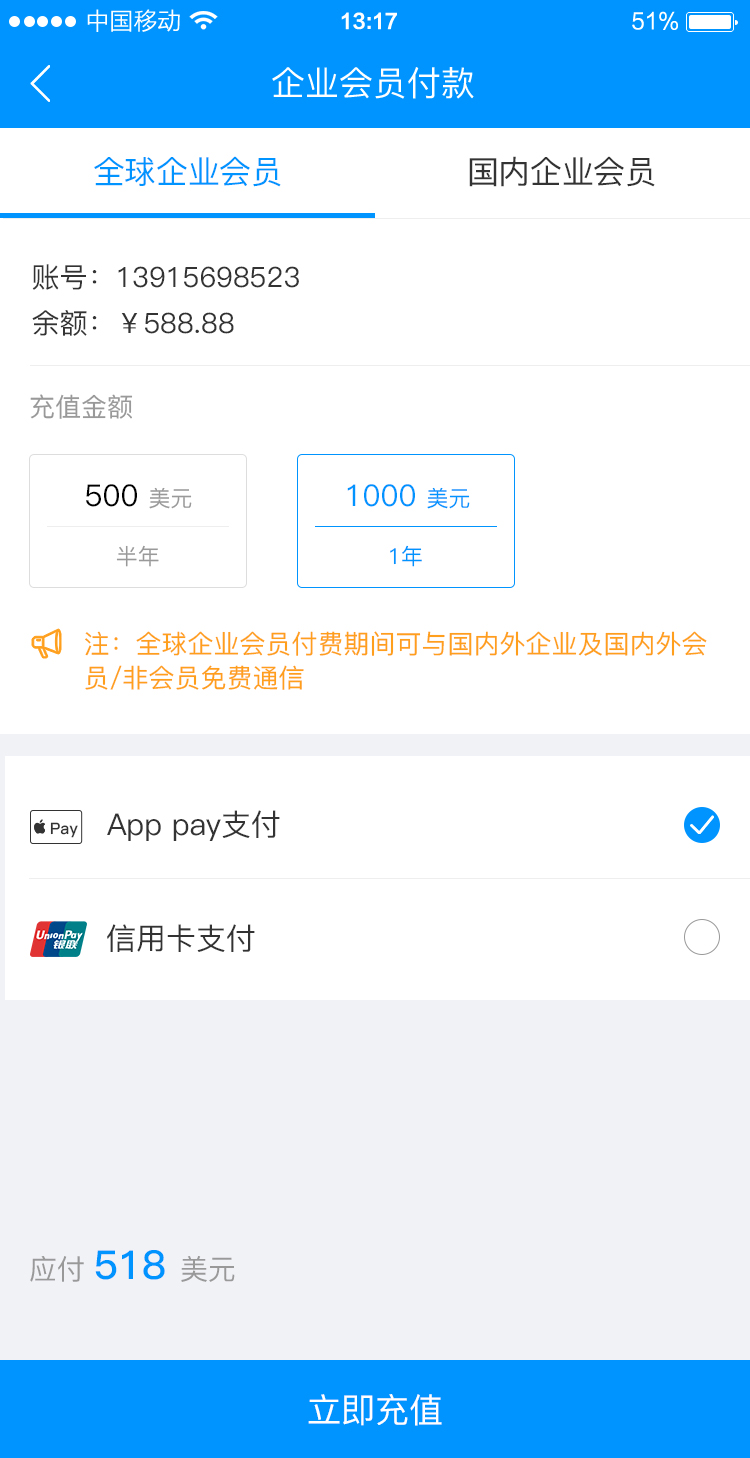 中国移动 13:17 51%
企业会员付款
全球企业会员 国内企业会员
账号：13915698523
余额：￥588.88
充值金额
500 美元 1000 美元
半年 1年
注：全球企业会员付费期间可与国内外企业及国内外会
员/非会员免费通信
Pay App pay支付
UnionPay
银联 信用卡支付
应付 518 美元
立即充值